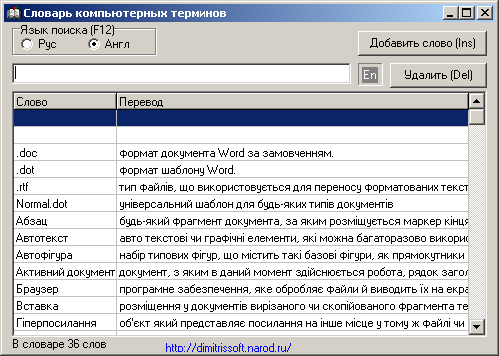 Словарь компьютерных терминов
Язык поиска (F12)
Рус Англ
Добавить слово (Ins)
En
Удалить (Del)
Слово Перевод
.doc формат документа Word за замовченням.
.dot формат шаблону Word.
.rtf тип файлів, що використовується для переносу форматованих текст
Normal.dot універсальний шаблон для будь-яких типів документів
Абзац будь-який фрагмент документа, за яким розміщується маркер кінця
Автотекст авто текстові чи графічні елементи, які можна багаторазово викорис
Автофігура набір типових фігур, що містить такі базові фігури, як прямокутники
Активний документ документ, з яким в даний момент здійснюється робота, рядок загол
Браузер програмне забезпечення, яке обробляє файли й виводить їх на екра
Вставка розміщення у документів вирізаного чи скопійованого фрагмента те
Гіперпосилання об'єкт який представляє посилання на інше місце у тому ж файлі чи
В словаре 36 слов
http://dimitrissoft.narod.ru/